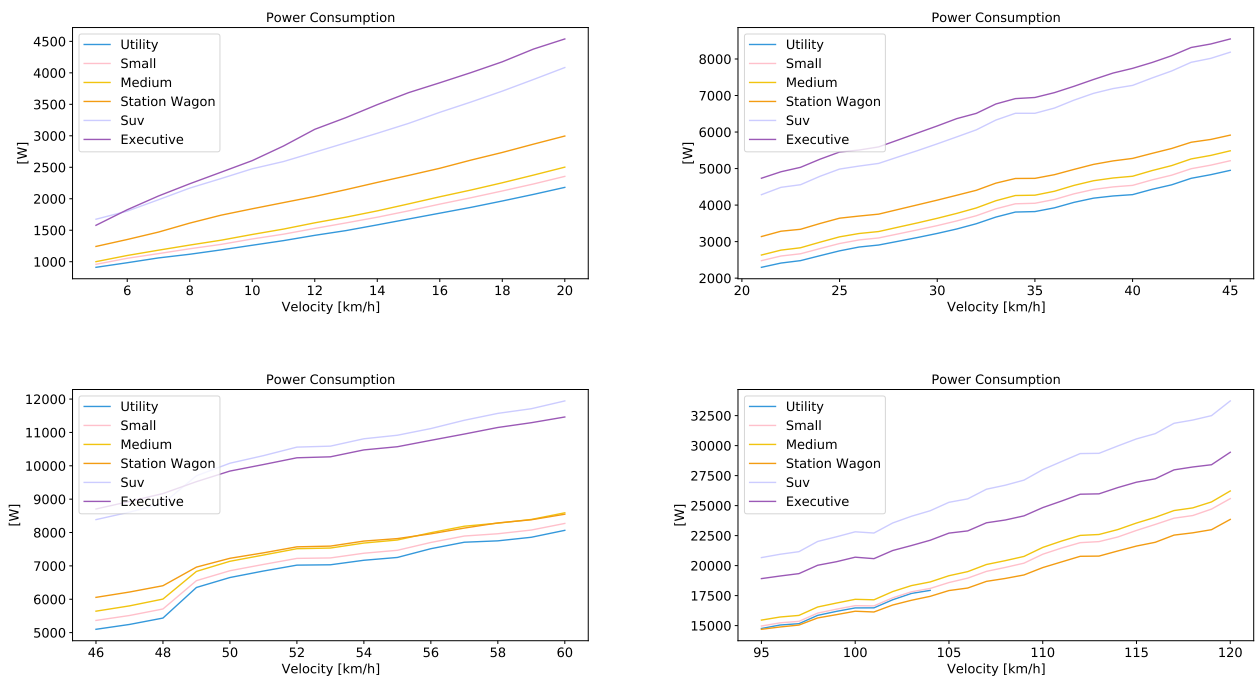 Power Consumption
4500
4000
3500
3000
2500
2000
1500
1000
[W]
Utility
Small
Medium
Station Wagon
Suv
Executive
6 8 10 12 14 16 18 20
Velocity [km/h]
Power Consumption
8000
7000
6000
5000
4000
3000
2000
[W]
Utility
Small
Medium
Station Wagon
Suv
Executive
20 25 30 35 40 45
Velocity [km/h]
Power Consumption
12000
11000
10000
9000
8000
7000
6000
5000
[W]
Utility
Small
Medium
Station Wagon
Suv
Executive
46 48 50 52 54 56 58 60
Velocity [km/h]
Power Consumption
32500
30000
27500
25000
22500
20000
17500
15000
[W]
Utility
Small
Medium
Station Wagon
Suv
Executive
95 100 105 110 115 120
Velocity [km/h]